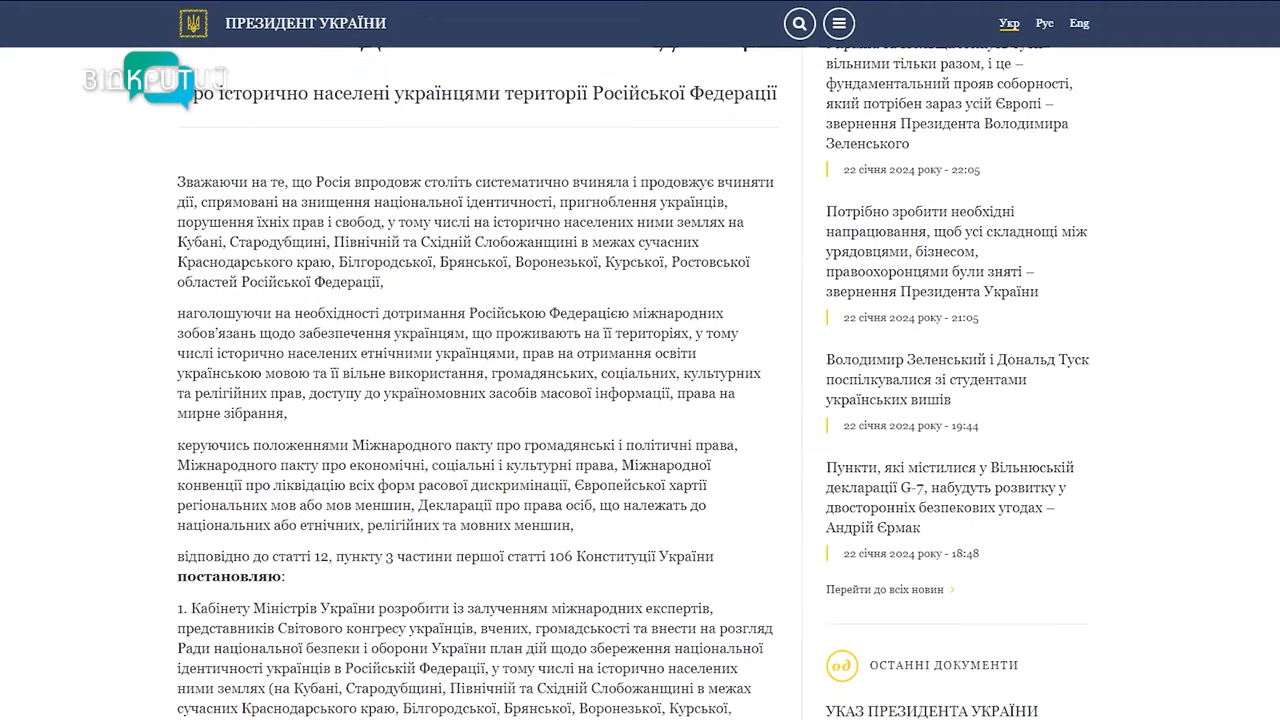 ПРЕЗИДЕНТ УКРАЇНИ
Укр Рус Eng
ВІДКРИТИЙ
історично населені українцями території Російської Федерації
Зважаючи на те, що Росія впродовж століть систематично вчиняла і продовжує вчиняти
дії, спрямовані на знищення національної ідентичності, пригноблення українців,
порушення їхніх прав і свобод, у тому числі на історично населених ними землях на
Кубані, Стародубщині, Північній та Східній Слобожанщині в межах сучасних
Краснодарського краю, Білгородської, Брянської, Воронезької, Курської, Ростовської
областей Російської Федерації,
наголошуючи на необхідності дотримання Російською Федерацією міжнародних
зобов’язань щодо забезпечення українцям, що проживають на її територіях, у тому
числі історично населених етнічними українцями, прав на отримання освіти
українською мовою та її вільне використання, громадянських, соціальних, культурних
та релігійних прав, доступу до україномовних засобів масової інформації, права на
мирне зібрання,
керуючись положеннями Міжнародного пакту про громадянські і політичні права,
Міжнародного пакту про економічні, соціальні і культурні права, Міжнародної
конвенції про ліквідацію всіх форм расової дискримінації, Європейської хартії
регіональних мов або мов меншин, Декларації про права осіб, що належать до
національних або етнічних, релігійних та мовних меншин,
відповідно до статті 12, пункту 3 частини першої статті 106 Конституції України
постановляю:
1. Кабінету Міністрів України розробити із залученням міжнародних експертів,
представників Світового конгресу українців, вчених, громадськості та внести на розгляд
Ради національної безпеки і оборони України план дій щодо збереження національної
ідентичності українців в Російській Федерації, у тому числі на історично населених
ними землях (на Кубані, Стародубщині, Північній та Східній Слобожанщині в межах
сучасних Краснодарського краю, Білгородської, Брянської, Воронезької, Курської,
вільними тільки разом, і це –
фундаментальний прояв соборності,
який потрібен зараз усій Європі –
звернення Президента Володимира
Зеленського
22 січня 2024 року - 22:05
Потрібно зробити необхідні
напрацювання, щоб усі складнощі між
урядовцями, бізнесом,
правоохоронцями були зняті –
звернення Президента України
22 січня 2024 року - 21:05
Володимир Зеленський і Дональд Туск
поспілкувалися зі студентами
українських вишів
22 січня 2024 року - 19:44
Пункти, які містилися у Вільнюській
декларації G-7, набудуть розвитку у
двосторонніх безпекових угодах –
Андрій Єрмак
22 січня 2024 року - 18:48
Перейти до всіх новин
од ОСТАННІ ДОКУМЕНТИ
УКАЗ ПРЕЗИДЕНТА УКРАЇНИ